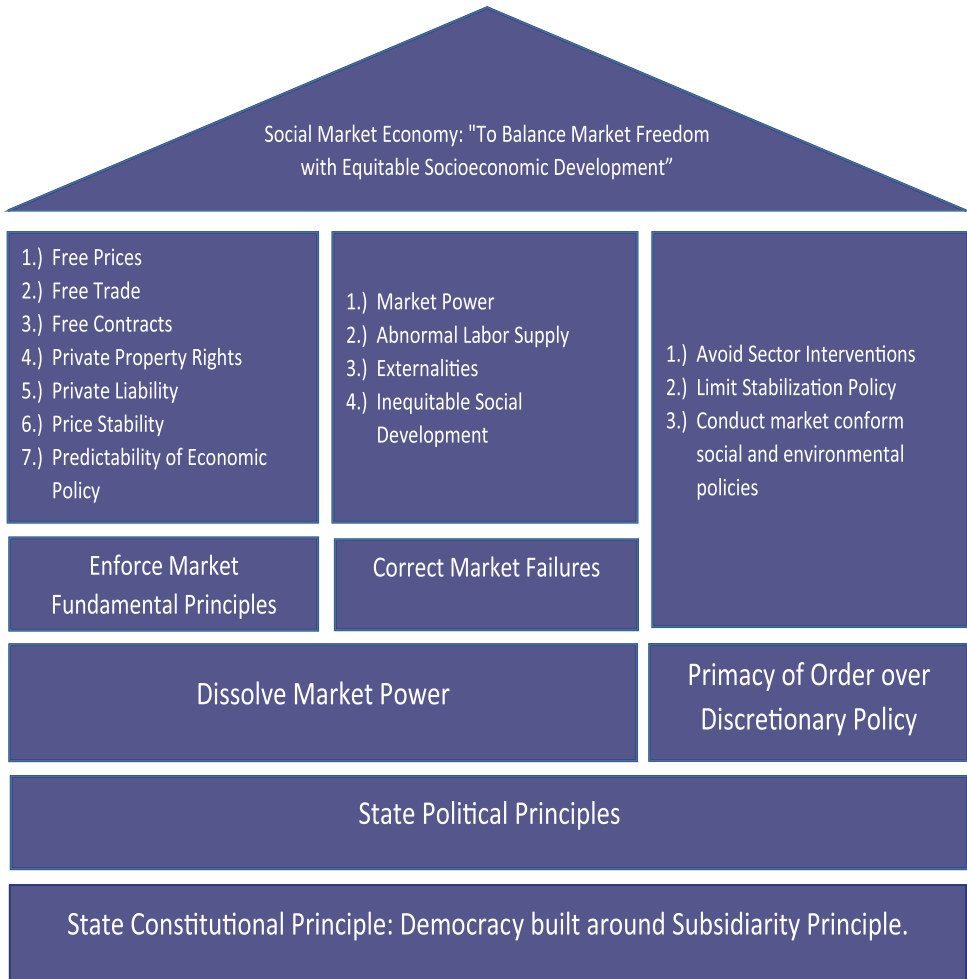 Social Market Economy: "To Balance Market Freedom
with Equitable Socioeconomic Development”
1.) Free Prices
2.) Free Trade
3.) Free Contracts
4.) Private Property Rights
5.) Private Liability
6.) Price Stability
7.) Predictability of Economic
Policy
1.) Market Power
2.) Abnormal Labor Supply
3.) Externalities
4.) Inequitable Social
Development
1.) Avoid Sector Interventions
2.) Limit Stabilization Policy
3.) Conduct market conform
social and environmental
policies
Enforce Market
Fundamental Principles
Correct Market Failures
Dissolve Market Power
Primacy of Order over
Discretionary Policy
State Political Principles
State Constitutional Principle: Democracy built around Subsidiarity Principle.